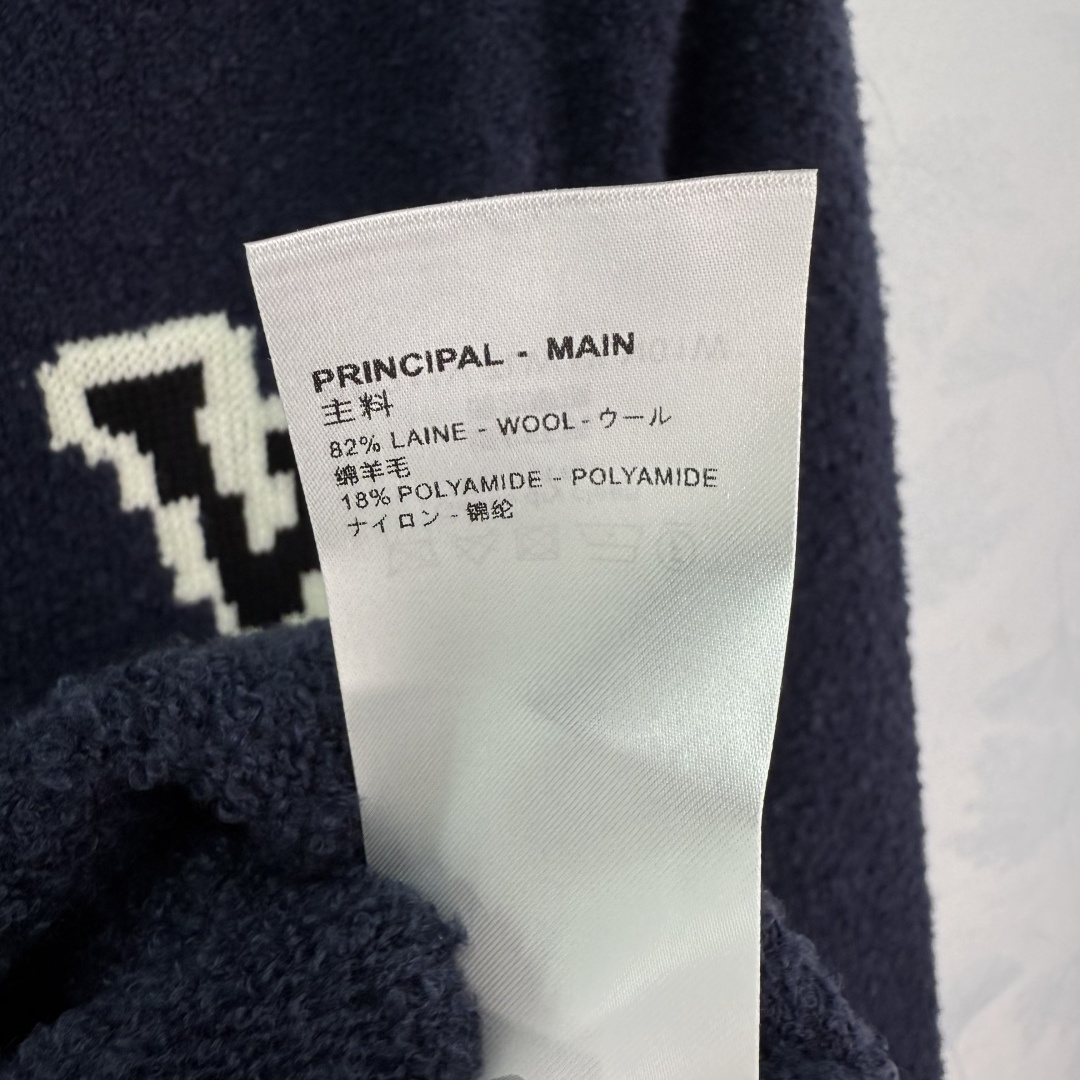 PRINCIPAL - MAIN
主料
82% LAINE - WOOL - ウール
绵羊毛
18% POLYAMIDE - POLYAMIDE
ナイロン - 锦纶